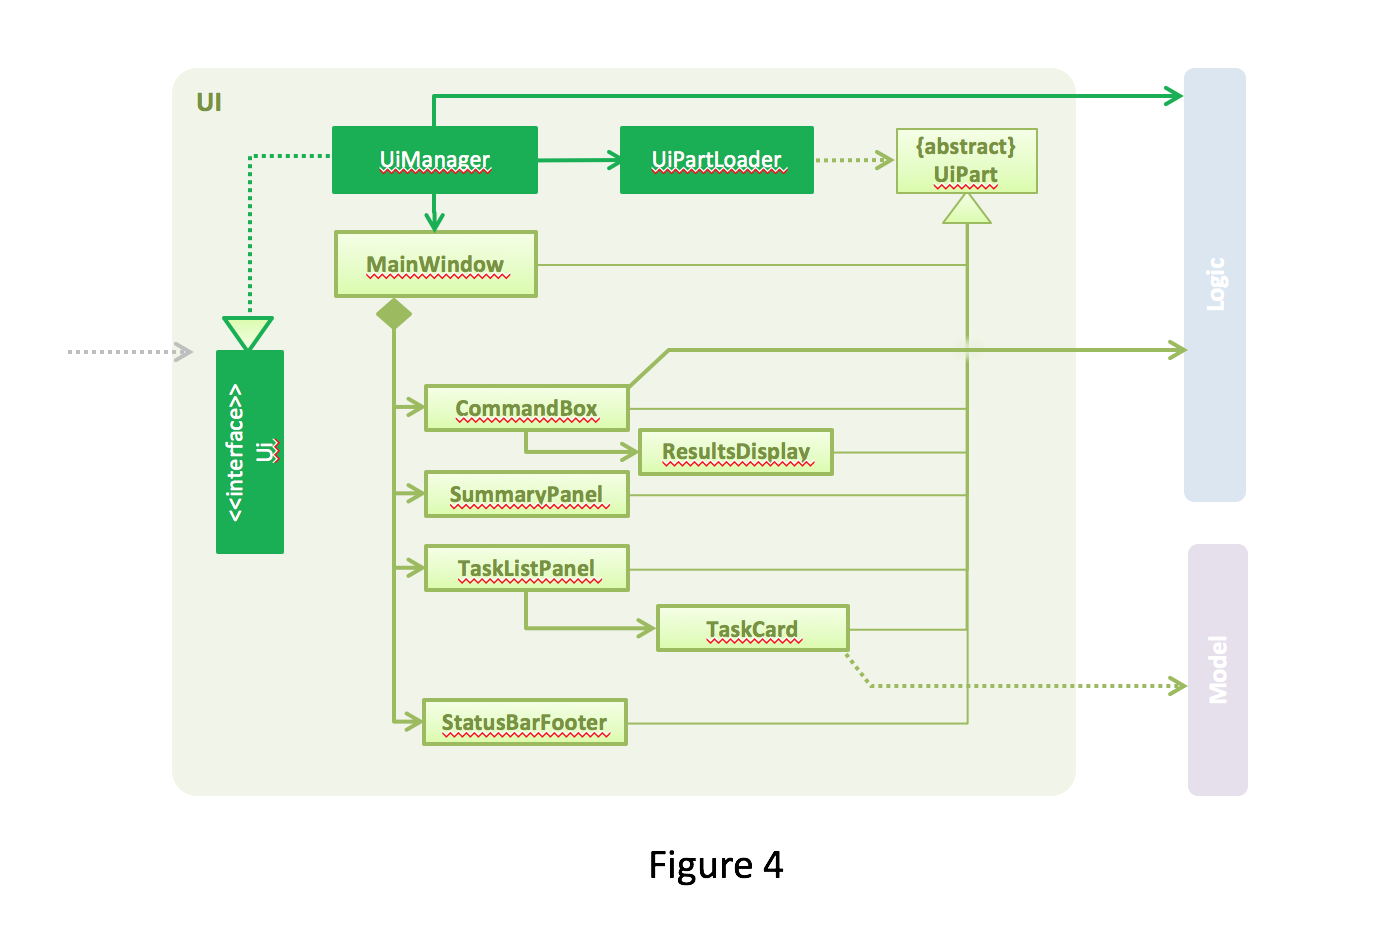 UI
UiManager
UiPartLoader
{abstract}
UiPart
MainWindow
Logic
<<interface>>
Ui
CommandBox
ResultsDisplay
SummaryPanel
TaskListPanel
TaskCard
Model
StatusBarFooter
Figure 4